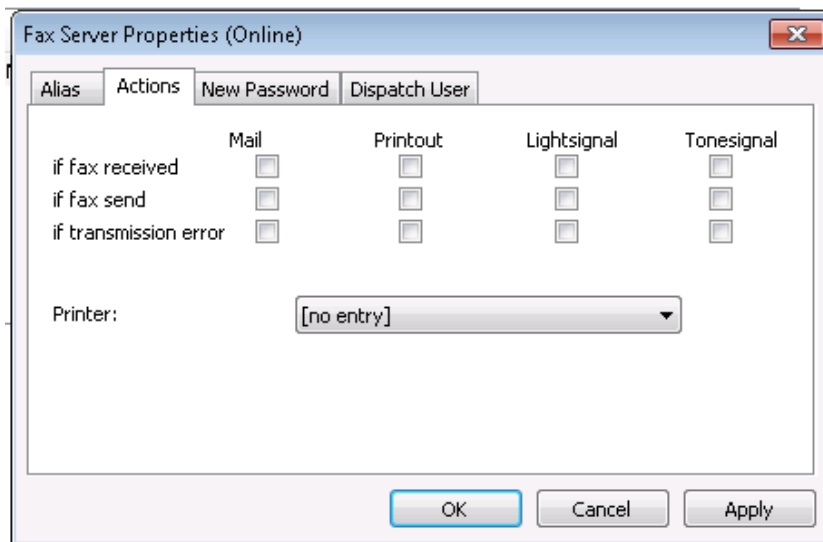 Fax Server Properties (Online)
Alias Actions New Password Dispatch User
Mail Printout Lightsignal Tonesignal
if fax received
if fax send
if transmission error
Printer: [no entry]
OK Cancel Apply